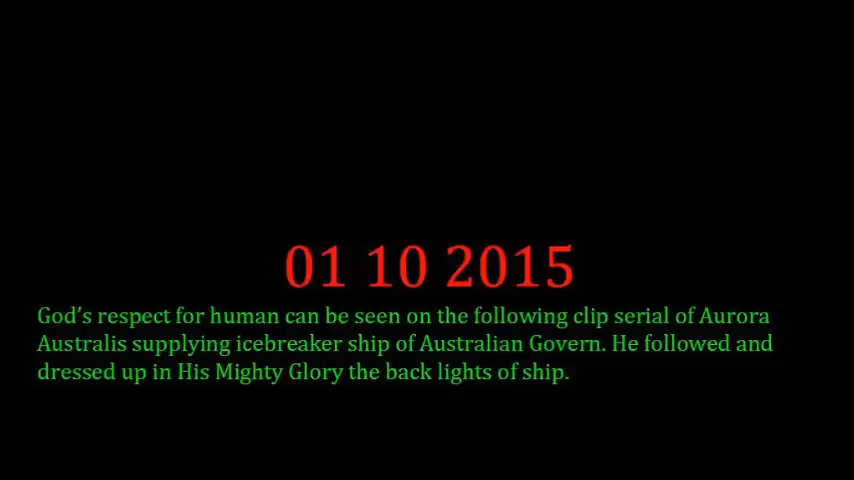 01 10 2015
God's respect for human can be seen on the following clip serial of Aurora
Australis supplying icebreaker ship of Australian Govern. He followed and
dressed up in His Mighty Glory the back lights of ship.